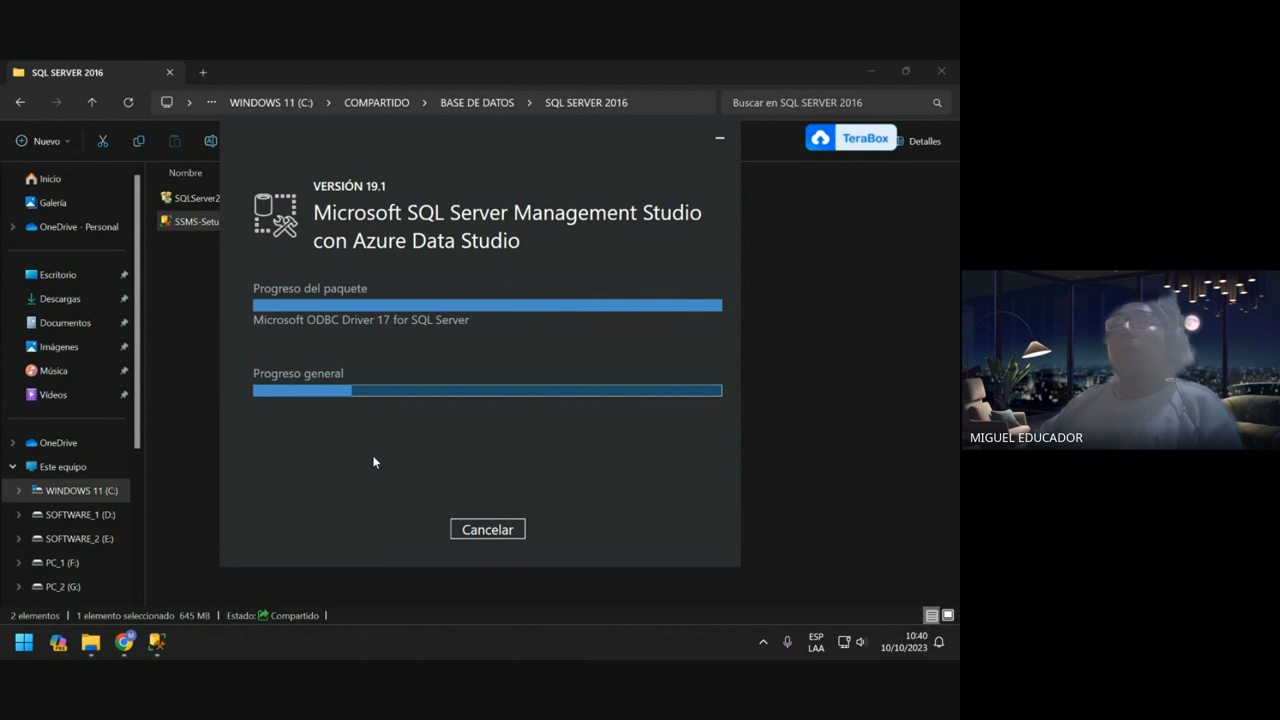 SQL SERVER 2016
WINDOWS 11 (C:) > COMPARTIDO > BASE DE DATOS > SQL SERVER 2016
Buscar en SQL SERVER 2016
Nuevo
TeraBox
Detalles
Inicio
Galería
OneDrive - Personal
Escritorio
Descargas
Documentos
Imágenes
Música
Vídeos
OneDrive
Este equipo
WINDOWS 11 (C:)
SOFTWARE_1 (D:)
SOFTWARE_2 (E:)
PC_1 (F:)
PC_2 (G:)
Nombre
SQLServer2
SSMS-Setu
VERSIÓN 19.1
Microsoft SQL Server Management Studio
con Azure Data Studio
Progreso del paquete
Microsoft ODBC Driver 17 for SQL Server
Progreso general
Cancelar
MIGUEL EDUCADOR
2 elementos | 1 elemento seleccionado 645 MB | Estado: Compartido |
ESP
LAA
10:40
10/10/2023